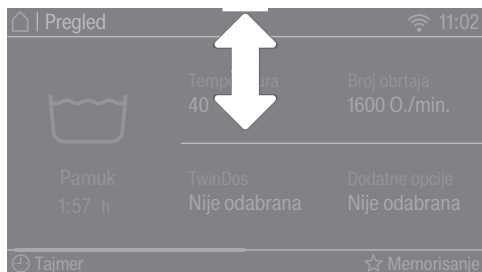 | Pregled 11:02
Temperatura Broj obrtaja
40 1600 O./min.
Pamuk TwinDos Dodatne opcije
1:57 h Nije odabrana Nije odabrana
Tajmer Memorisanje